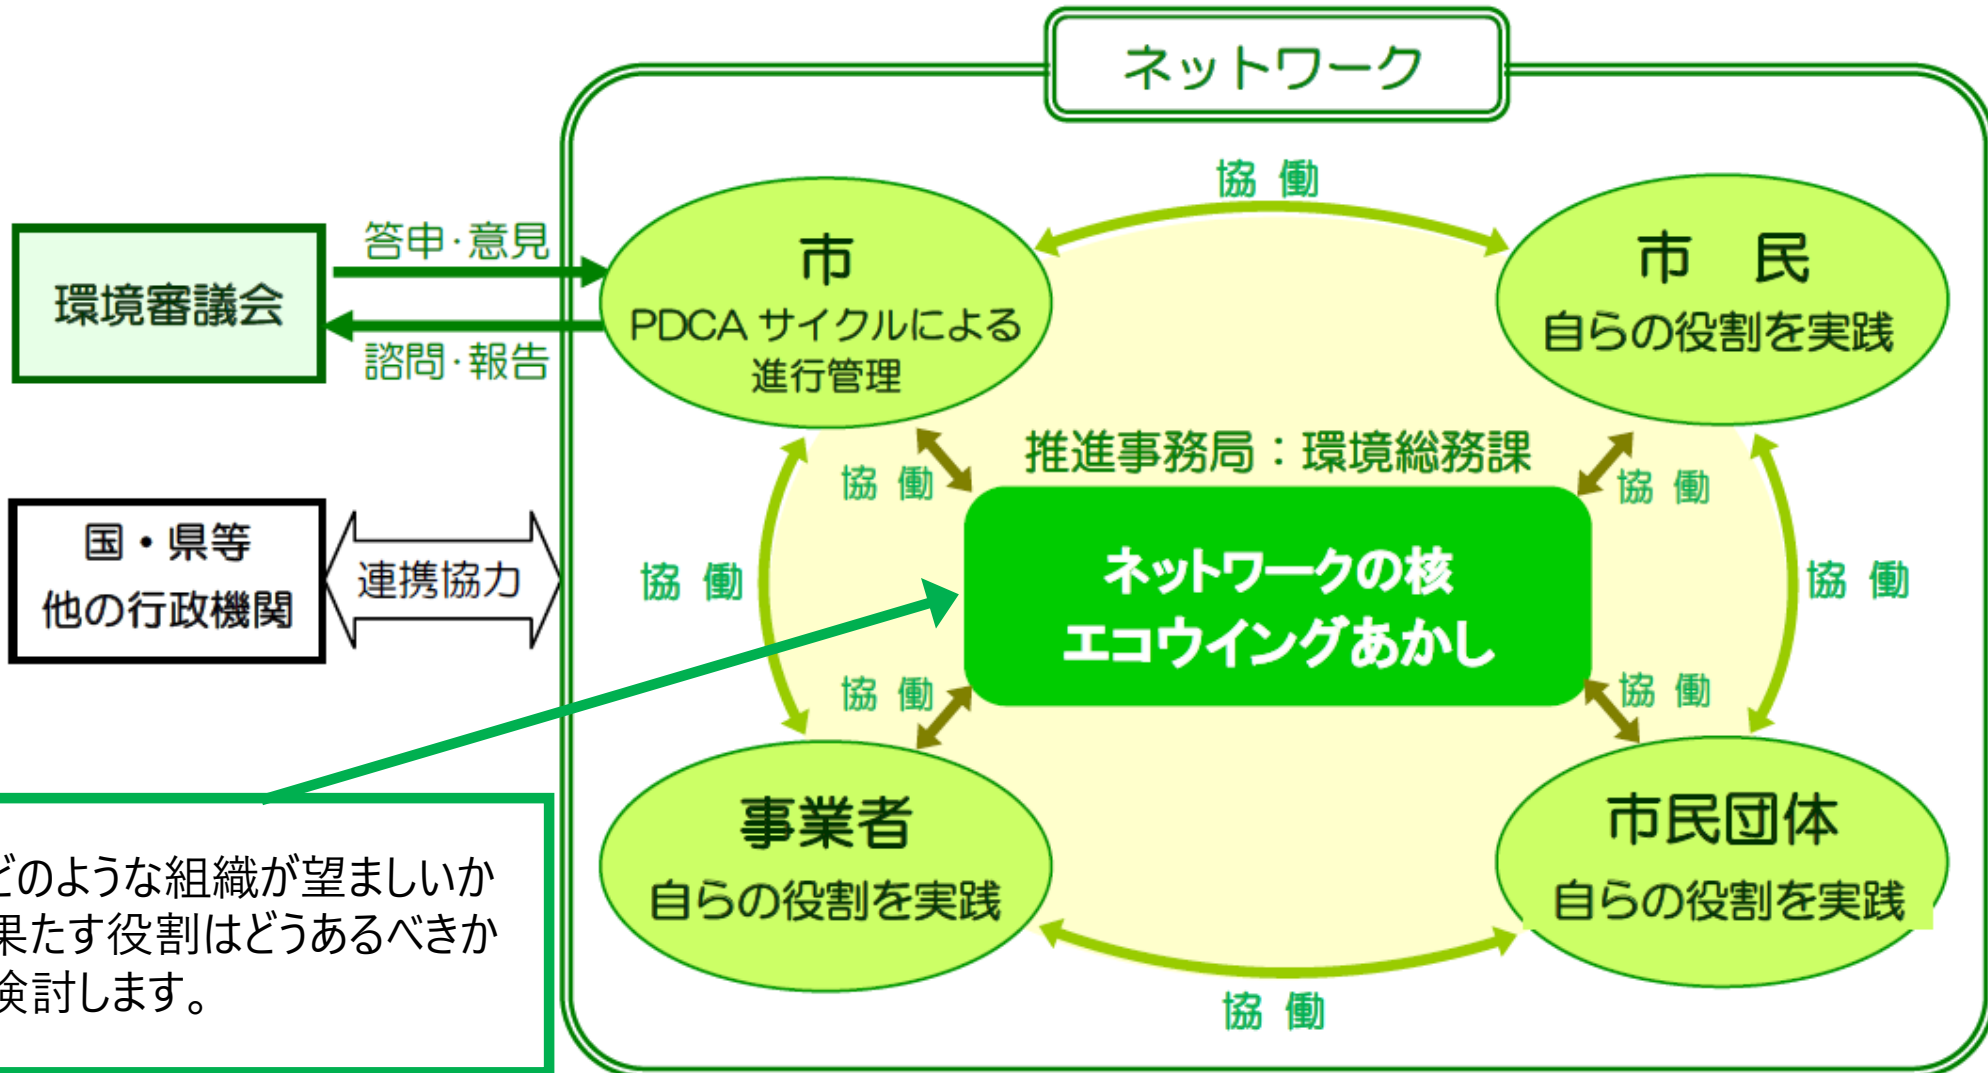 ネットワーク
協 働
答申・意見
環境審議会
諮問・報告
市
PDCA サイクルによる
進行管理
市 民
自らの役割を実践
推進事務局：環境総務課
協 働
協 働
国・県等
他の行政機関
連携協力
協 働
ネットワークの核
エコウイングあかし
協 働
協 働
協 働
どのような組織が望ましいか
果たす役割はどうあるべきか
検討します。
事業者
自らの役割を実践
市民団体
自らの役割を実践
協 働